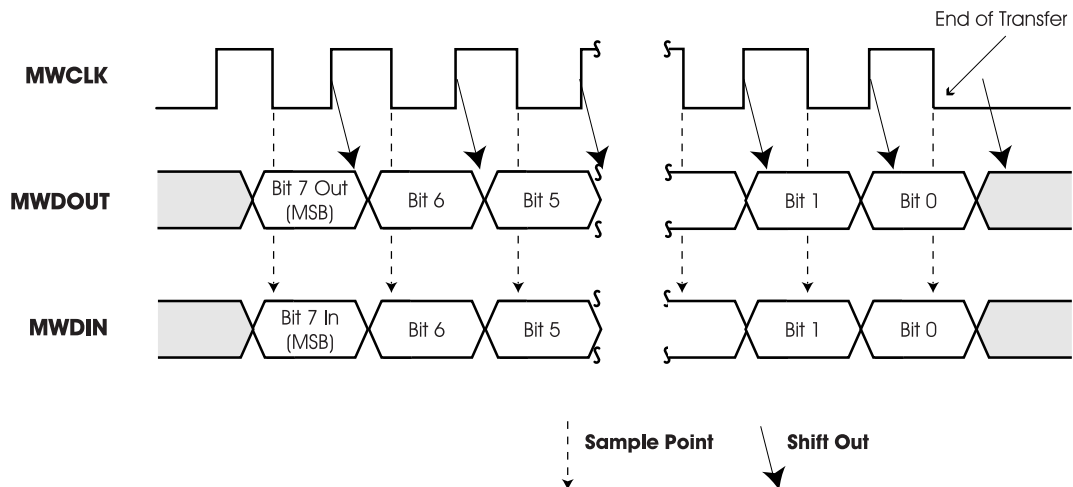 End of Transfer
MWCLK
MWDOUT
Bit 7 Out
(MSB)
Bit 6
Bit 5
Bit 1
Bit 0
MWDIN
Bit 7 In
(MSB)
Bit 6
Bit 5
Bit 1
Bit 0
Sample Point
Shift Out